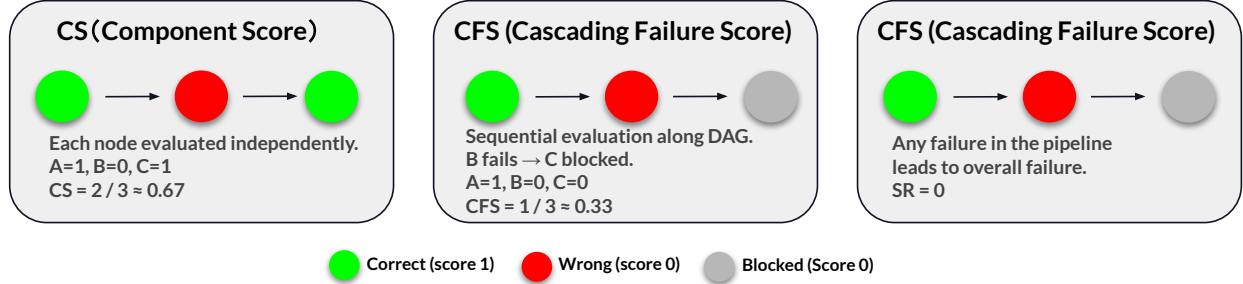 CS（Component Score）
Each node evaluated independently.
A=1, B=0, C=1
CS = 2 / 3 ≈ 0.67
CFS (Cascading Failure Score)
Sequential evaluation along DAG.
B fails → C blocked.
A=1, B=0, C=0
CFS = 1 / 3 ≈ 0.33
CFS (Cascading Failure Score)
Any failure in the pipeline
leads to overall failure.
SR = 0
Correct (score 1)
Wrong (score 0)
Blocked (Score 0)